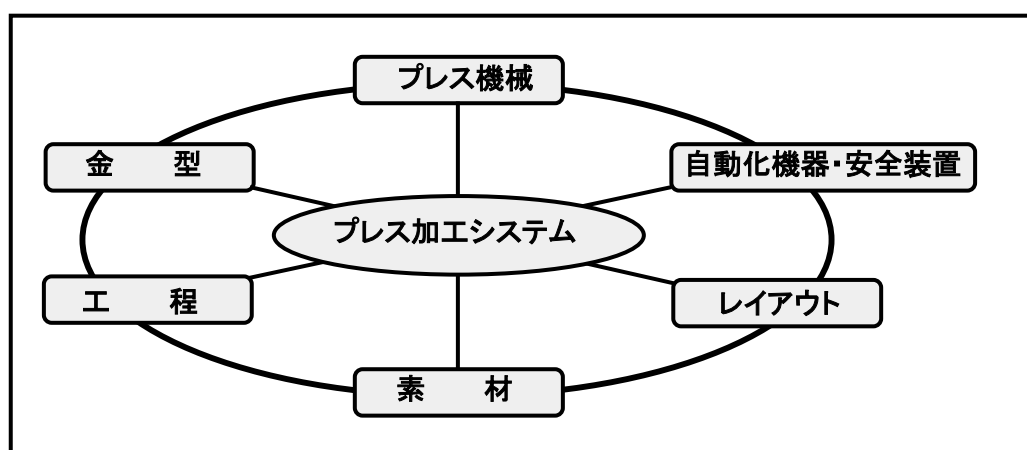 プレス機械
金　　型
自動化機器・安全装置
プレス加工システム
工　　程
レイアウト
素　　材